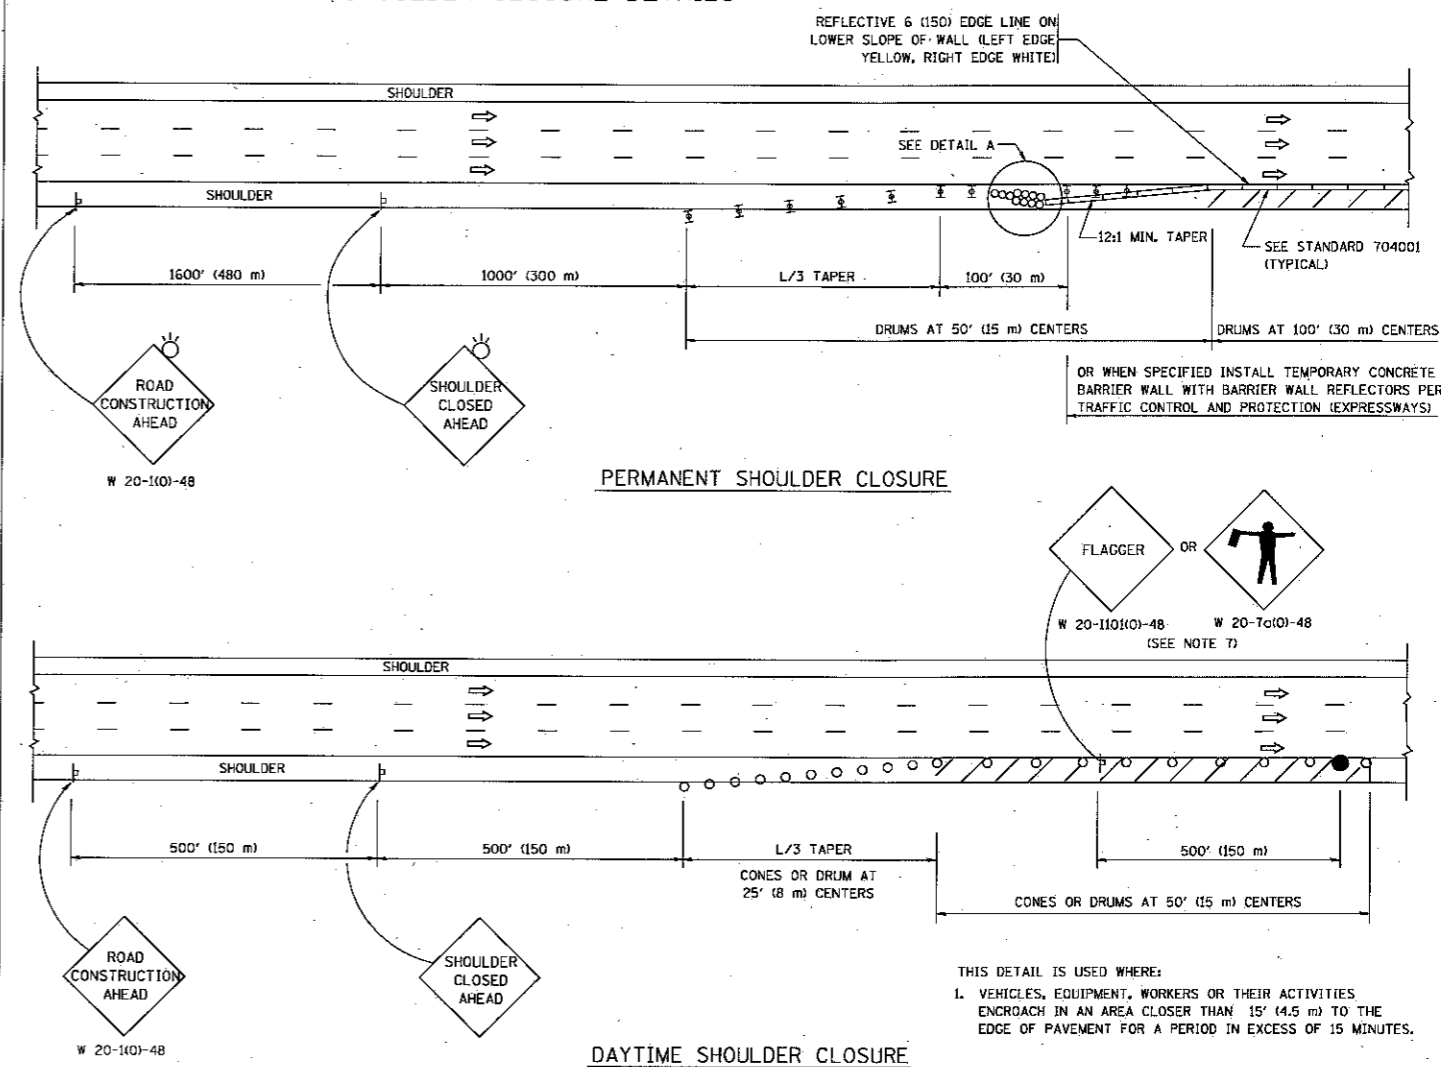 REFLECTIVE 6 (150) EDGE LINE ON
LOWER SLOPE OF WALL (LEFT EDGE
YELLOW, RIGHT EDGE WHITE)
SHOULDER
SEE DETAIL A
SHOULDER
12:1 MIN. TAPER
SEE STANDARD 704001
(TYPICAL)
1600' (480 m)
1000' (300 m)
L/3 TAPER
100' (30 m)
DRUMS AT 50' (15 m) CENTERS
DRUMS AT 100' (30 m) CENTERS
OR WHEN SPECIFIED INSTALL TEMPORARY CONCRETE
BARRIER WALL WITH BARRIER WALL REFLECTORS PER
TRAFFIC CONTROL AND PROTECTION (EXPRESSWAYS)
ROAD
CONSTRUCTION
AHEAD
SHOULDER
CLOSED
AHEAD
W 20-1(O)-48
PERMANENT SHOULDER CLOSURE
FLAGGER
OR
W 20-I101(O)-48
W 20-7a(O)-48
(SEE NOTE 7)
SHOULDER
SHOULDER
500' (150 m)
500' (150 m)
L/3 TAPER
500' (150 m)
CONES OR DRUM AT
25' (8 m) CENTERS
CONES OR DRUMS AT 50' (15 m) CENTERS
ROAD
CONSTRUCTION
AHEAD
SHOULDER
CLOSED
AHEAD
W 20-1(O)-48
THIS DETAIL IS USED WHERE:
1. VEHICLES, EQUIPMENT, WORKERS OR THEIR ACTIVITIES
ENCROACH IN AN AREA CLOSER THAN 15' (4.5 m) TO THE
EDGE OF PAVEMENT FOR A PERIOD IN EXCESS OF 15 MINUTES.
DAYTIME SHOULDER CLOSURE